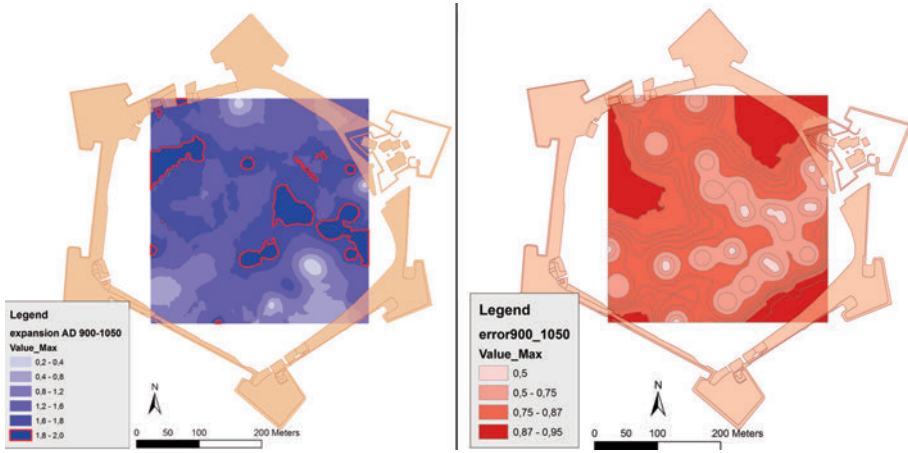 Legend
expansion AD 900-1050
Value_Max
0,2 - 0,4
0,4 - 0,8
0,8 - 1,2
1,2 - 1,6
1,6 - 1,8
1,8 - 2,0
N
0 50 100 200 Meters
Legend
error900_1050
Value_Max
0,5
0,5 - 0,75
0,75 - 0,87
0,87 - 0,95
N
0 50 100 200 Meters